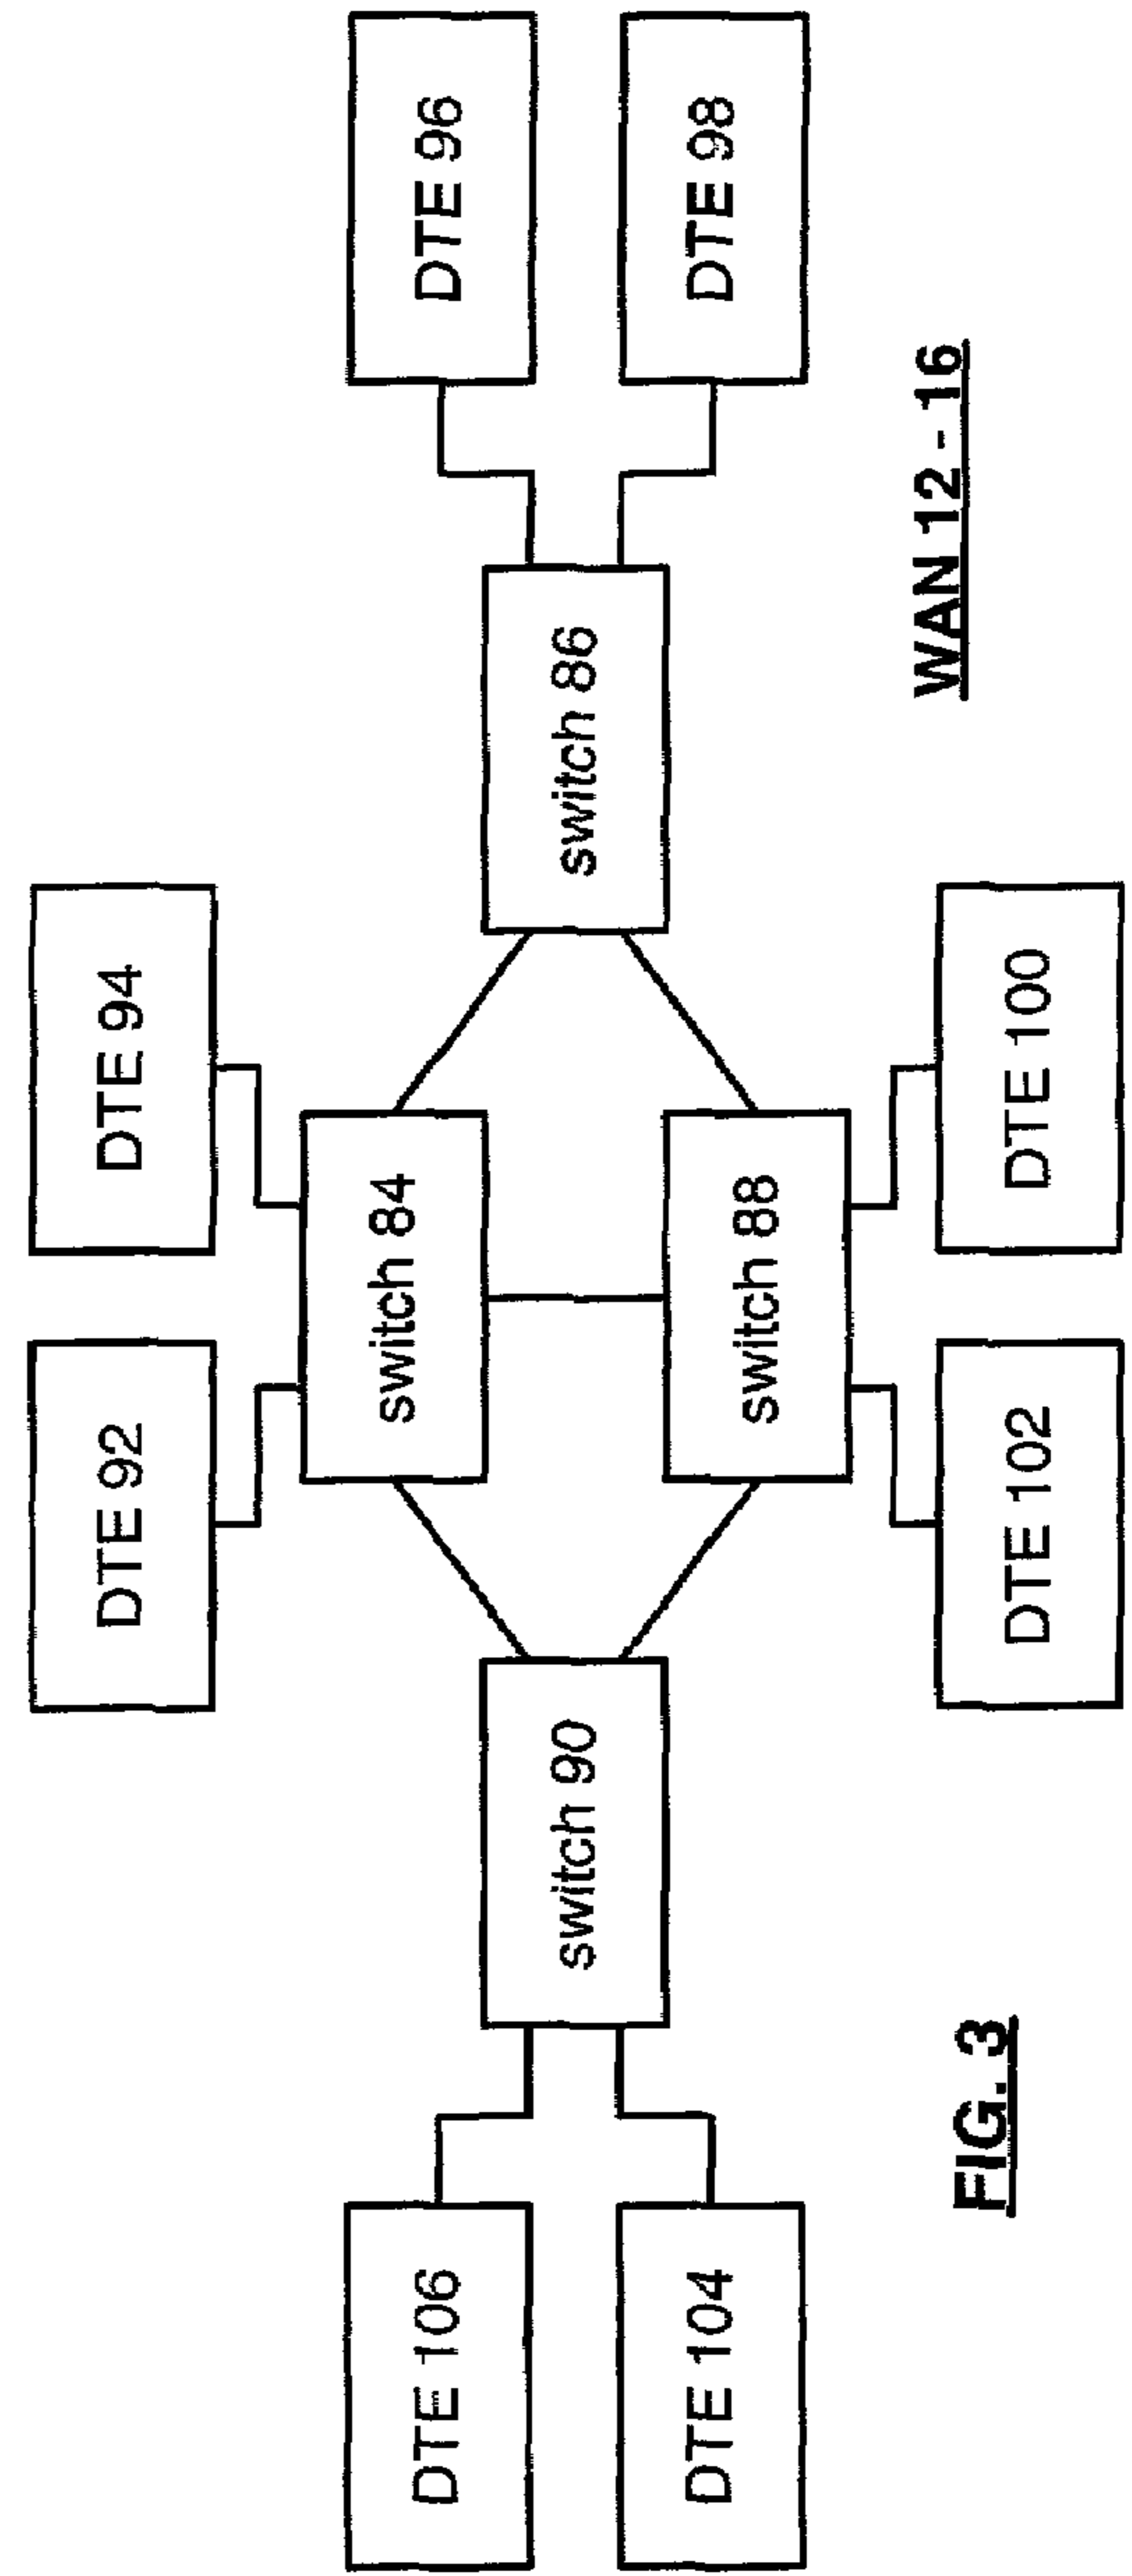 DTE 92
DTE 94
DTE 106
switch 84
DTE 96
switch 90
switch 86
DTE 104
switch 88
DTE 98
DTE 102
DTE 100
WAN 12 - 16
FIG. 3